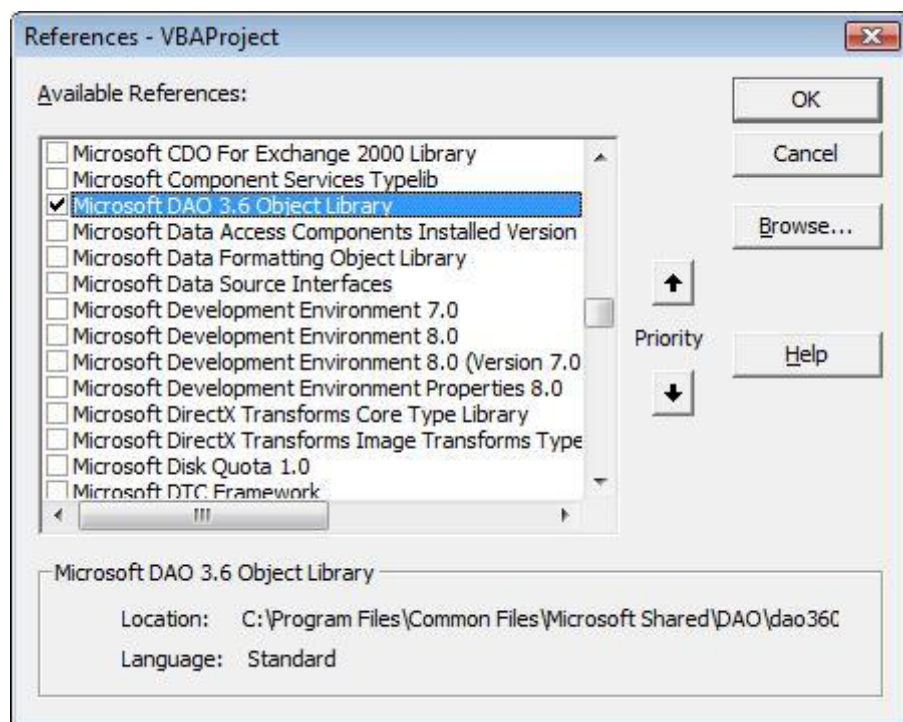 References - VBAProject
Available References:
Microsoft CDO For Exchange 2000 Library
Microsoft Component Services Typelib
Microsoft DAO 3.6 Object Library
Microsoft Data Access Components Installed Version
Microsoft Data Formatting Object Library
Microsoft Data Source Interfaces
Microsoft Development Environment 7.0
Microsoft Development Environment 8.0
Microsoft Development Environment 8.0 (Version 7.0
Microsoft Development Environment Properties 8.0
Microsoft DirectX Transforms Core Type Library
Microsoft DirectX Transforms Image Transforms Type
Microsoft Disk Quota 1.0
Microsoft DTC Framework
Priority
OK
Cancel
Browse...
Help
Microsoft DAO 3.6 Object Library
Location: C:\Program Files\Common Files\Microsoft Shared\DAO\dao360
Language: Standard